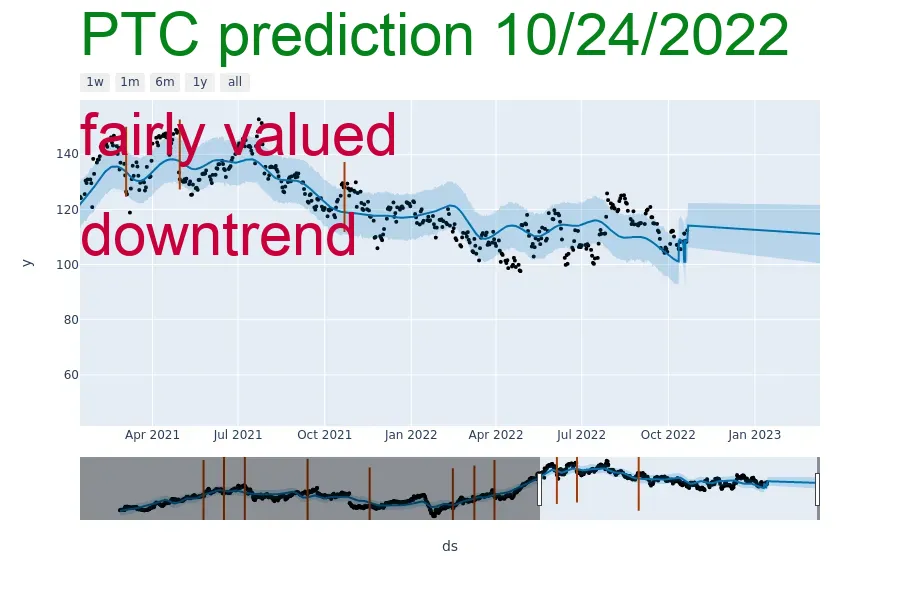 PTC prediction 10/24/2022
1w 1m 6m 1y all
fairly valued
downtrend
140
120
100
80
60
y
Apr 2021 Jul 2021 Oct 2021 Jan 2022 Apr 2022 Jul 2022 Oct 2022 Jan 2023
ds